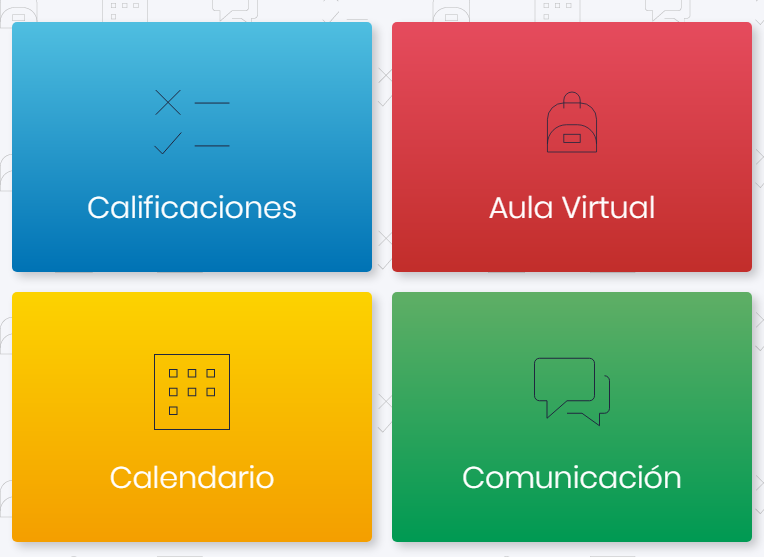 Calificaciones
Aula Virtual
Calendario
Comunicación